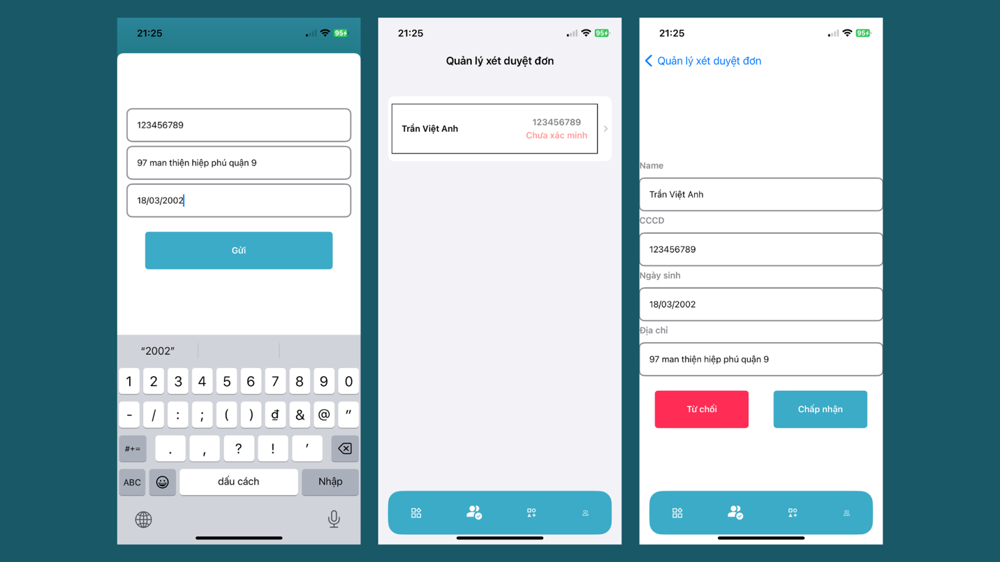 21:25
95
123456789
97 man thiện hiệp phú quận 9
18/03/2002
Gửi
“2002”
1 2 3 4 5 6 7 8 9 0
- / : ; ( ) đ & @ ”
#+= . , ? ! ’
ABC dấu cách Nhập
21:25
95
Quản lý xét duyệt đơn
Trần Việt Anh
123456789
Chưa xác minh
21:25
95
Quản lý xét duyệt đơn
Name
Trần Việt Anh
CCCD
123456789
Ngày sinh
18/03/2002
Địa chỉ
97 man thiện hiệp phú quận 9
Từ chối
Chấp nhận